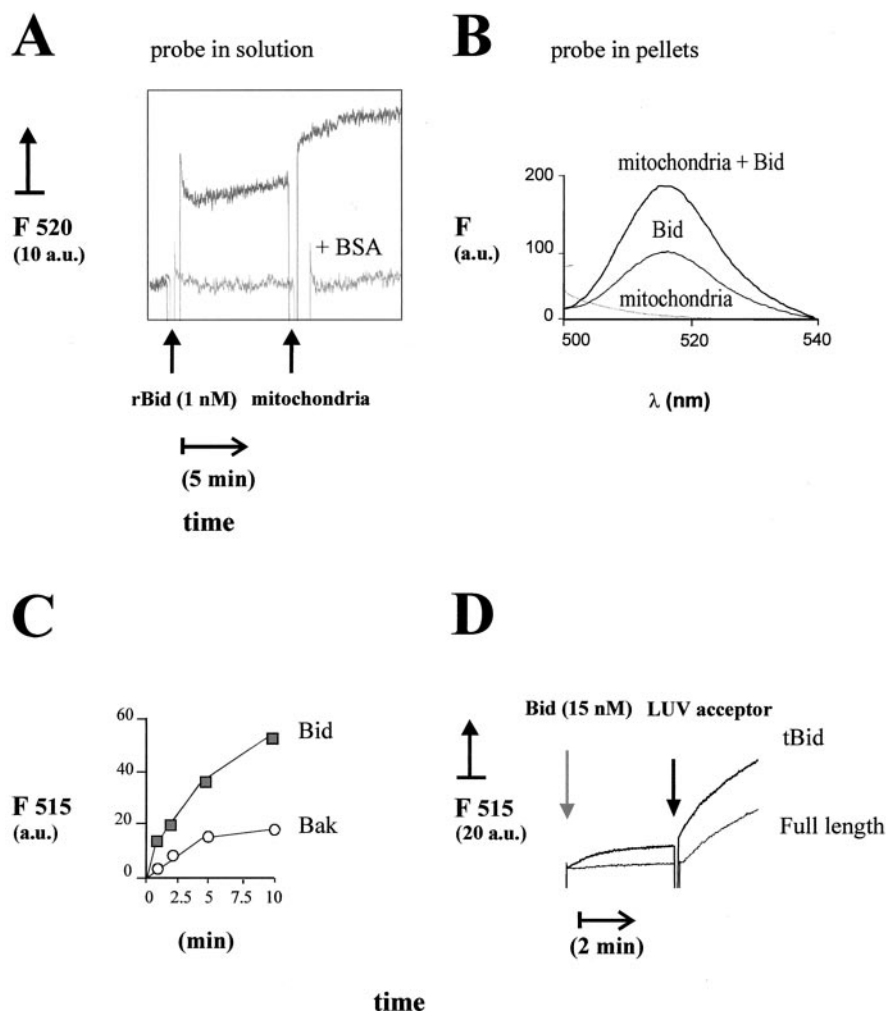 A
probe in solution
F 520
(10 a.u.)
+ BSA
rBid (1 nM) mitochondria
(5 min)
time
B
probe in pellets
F
(a.u.)
200
100
0
mitochondria + Bid
Bid
mitochondria
500 520 540
λ (nm)
C
F 515
(a.u.)
60
40
20
0
Bid
Bak
0 2.5 5 7.5 10
(min)
D
Bid (15 nM) LUV acceptor
F 515
(20 a.u.)
tBid
Full length
(2 min)
time